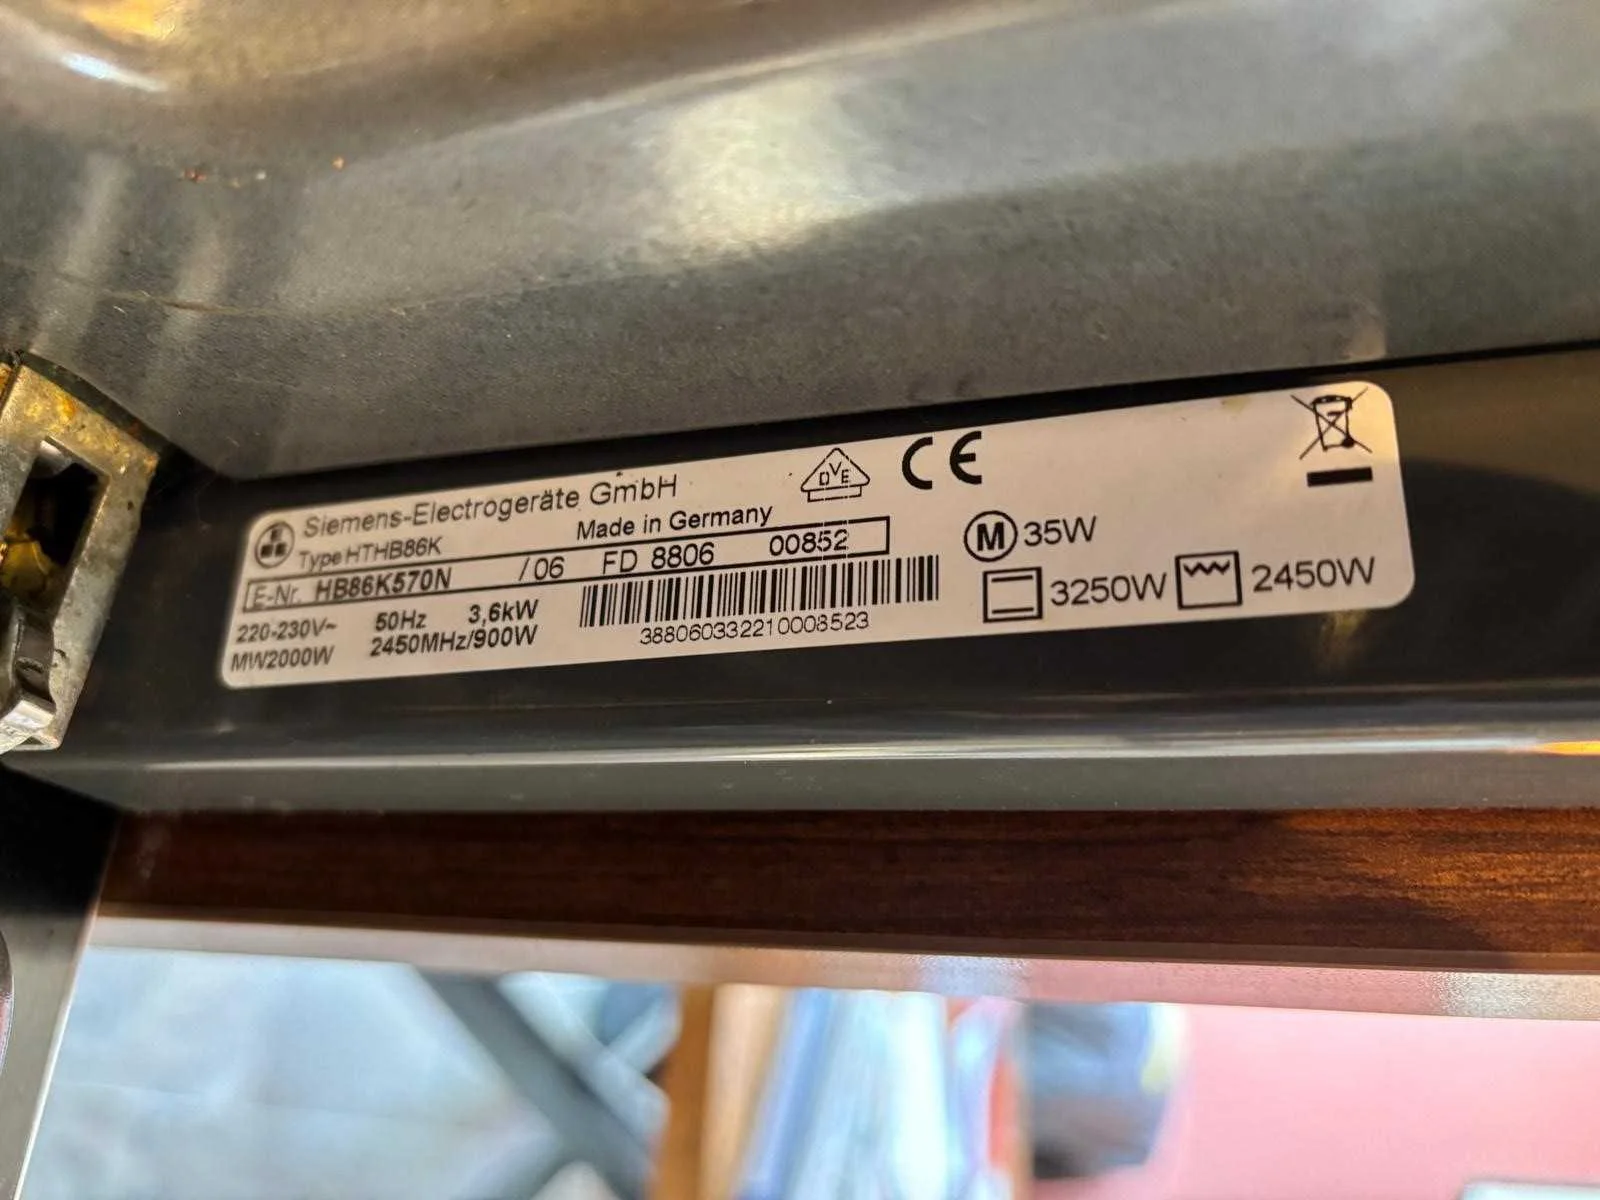 Siemens-Electrogeräte GmbH
Type HTHB86K
Made in Germany
E-Nr. HB86K570N /06 FD 8806 00852
220-230V~ 50Hz 3,6kW
MW2000W 2450MHz/900W
388060332210008523
DVE
CE
M 35W
3250W 2450W